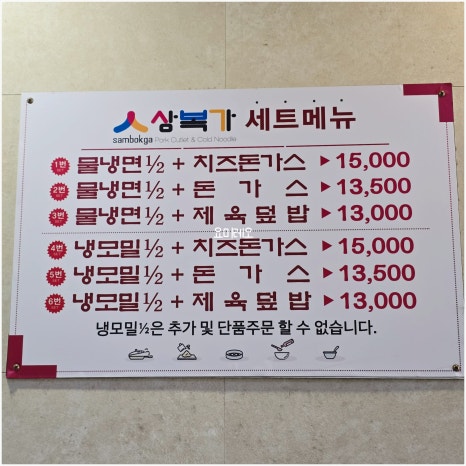 삼복가 세트메뉴
sambokga Pork Cutlet & Cold Noodle
1번 물냉면 ½ + 치즈돈가스 ▶ 15,000
2번 물냉면 ½ + 돈 가 스 ▶ 13,500
3번 물냉면 ½ + 제 육 덮 밥 ▶ 13,000
요미레오
4번 냉모밀 ½ + 치즈돈가스 ▶ 15,000
5번 냉모밀 ½ + 돈 가 스 ▶ 13,500
6번 냉모밀 ½ + 제 육 덮 밥 ▶ 13,000
냉모밀½은 추가 및 단품주문 할 수 없습니다.